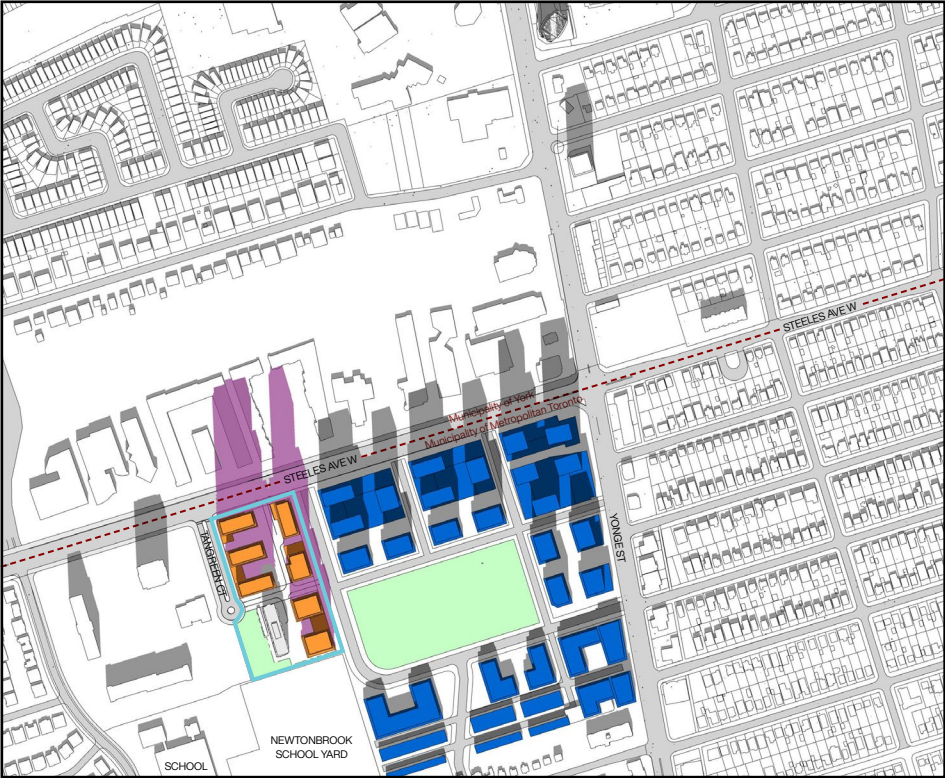 STEELES AVE W
Municipality of York
Municipality of Metropolitan Toronto
STEELES AVE W
TANGREEN CT
YONGE ST
NEWTONBROOK
SCHOOL YARD
SCHOOL